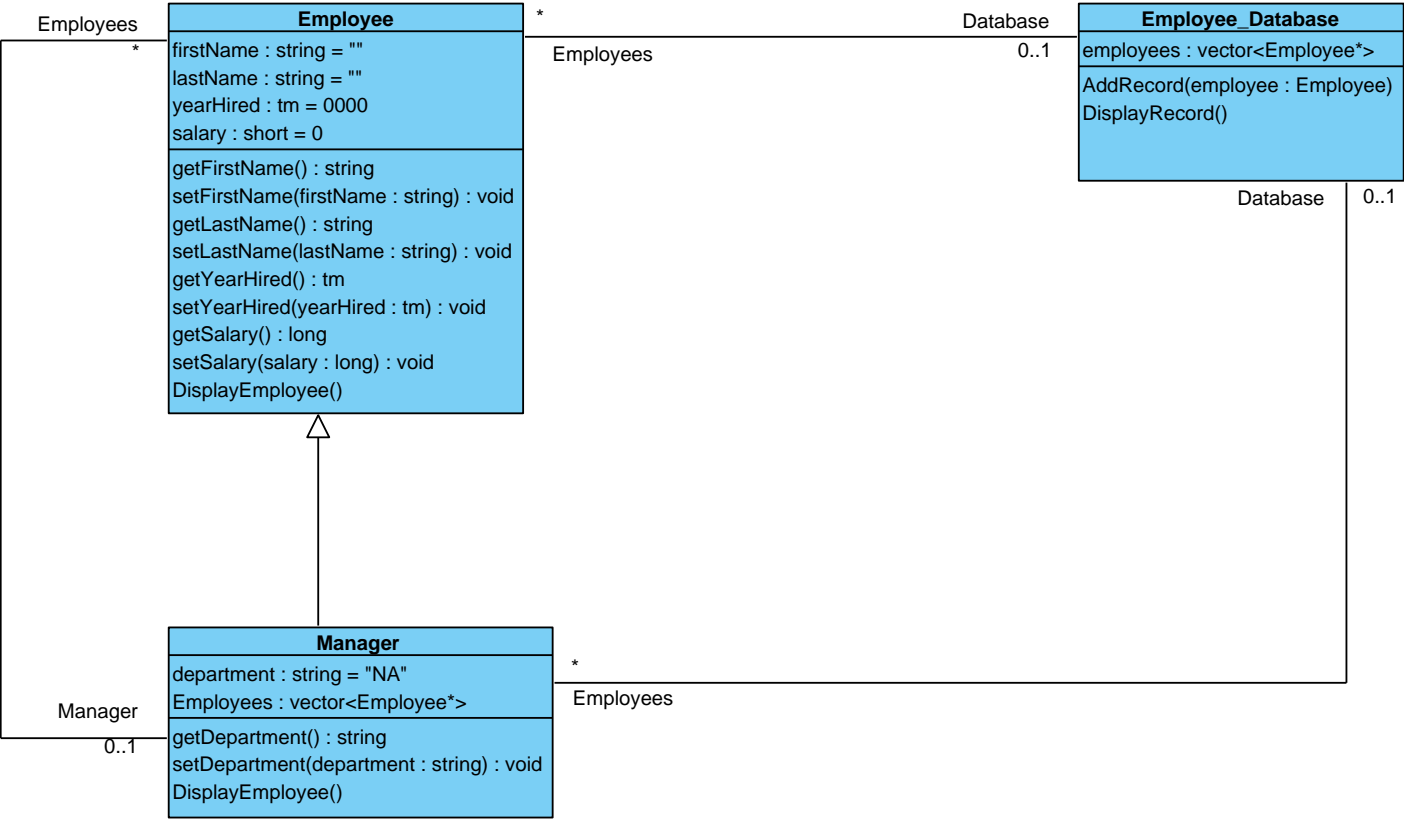 Employees
*
Employee
firstName : string = ""
lastName : string = ""
yearHired : tm = 0000
salary : short = 0
getFirstName() : string
setFirstName(firstName : string) : void
getLastName() : string
setLastName(lastName : string) : void
getYearHired() : tm
setYearHired(yearHired : tm) : void
getSalary() : long
setSalary(salary : long) : void
DisplayEmployee()
*
Employees
Database
0..1
Employee_Database
employees : vector<Employee*>
AddRecord(employee : Employee)
DisplayRecord()
Database
0..1
Manager
0..1
Manager
department : string = "NA"
Employees : vector<Employee*>
getDepartment() : string
setDepartment(department : string) : void
DisplayEmployee()
*
Employees